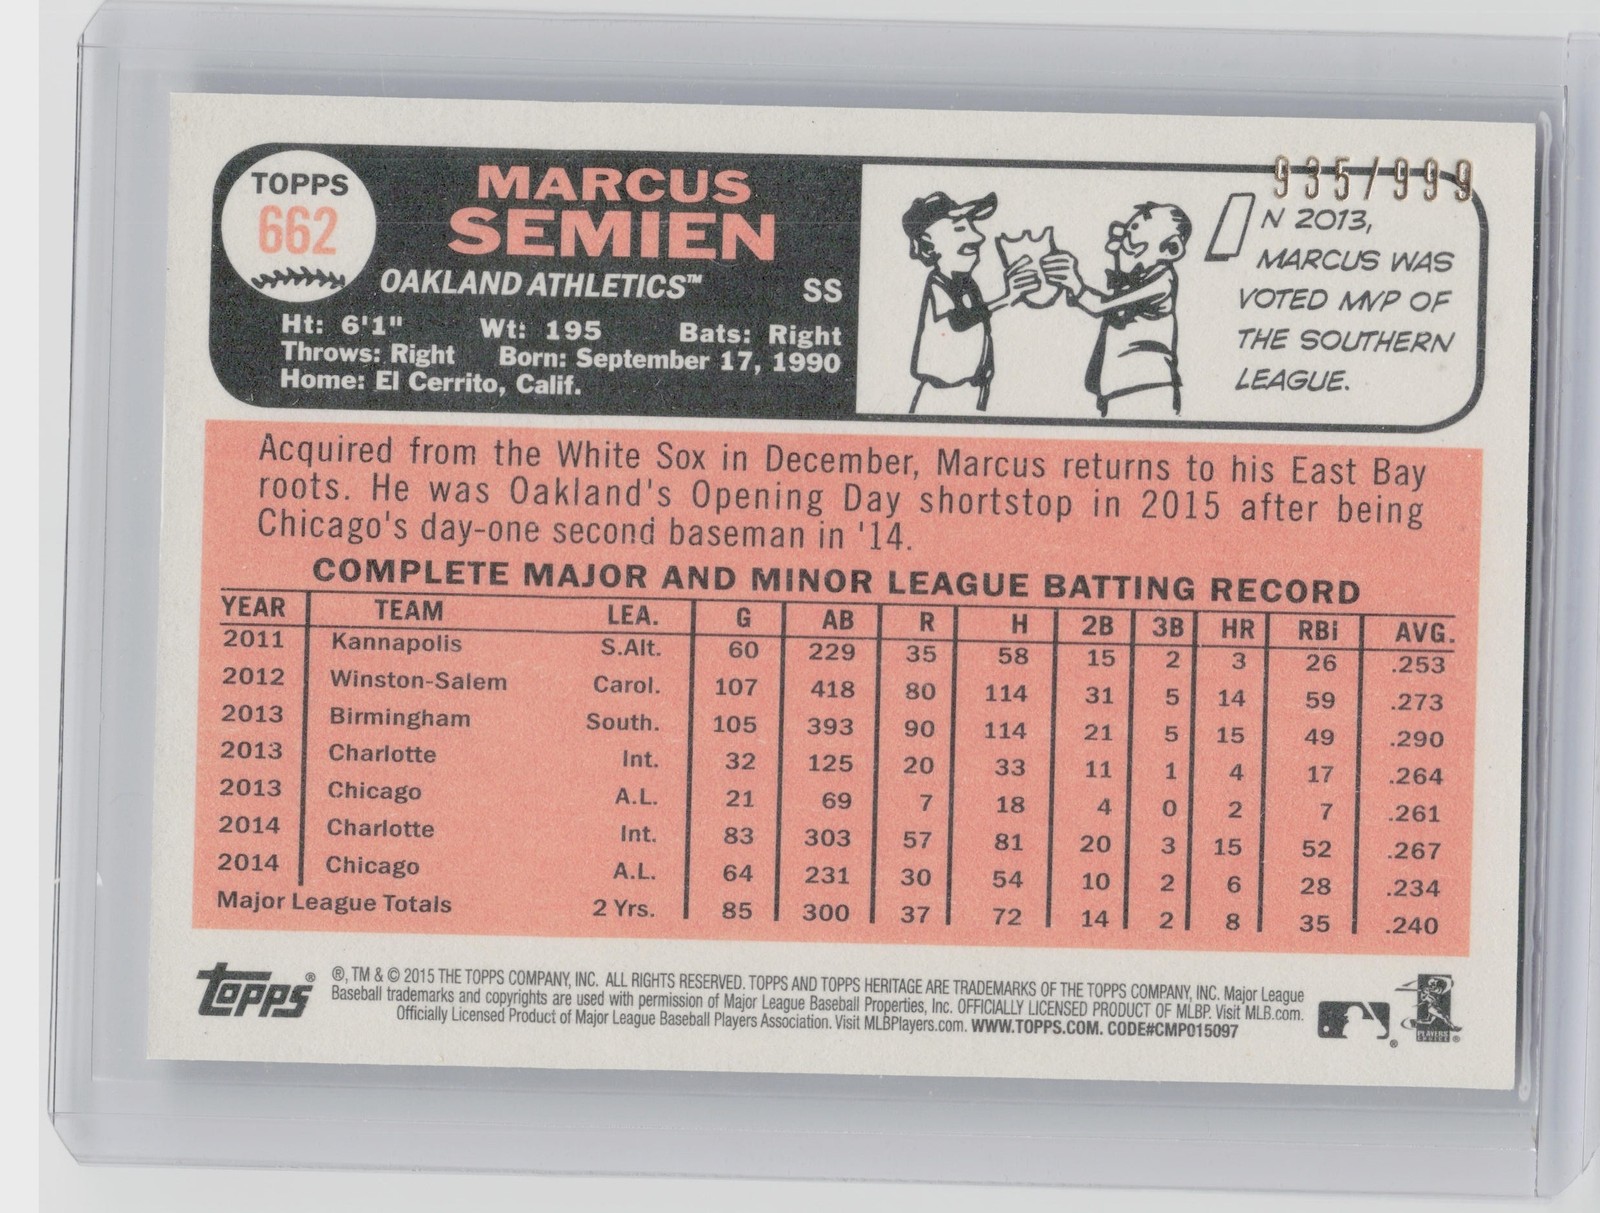 935/999
TOPPS
662
MARCUS
SEMIEN
OAKLAND ATHLETICS™ SS
Ht: 6'1" Wt: 195 Bats: Right
Throws: Right Born: September 17, 1990
Home: El Cerrito, Calif.
IN 2013,
MARCUS WAS
VOTED MVP OF
THE SOUTHERN
LEAGUE.
Acquired from the White Sox in December, Marcus returns to his East Bay
roots. He was Oakland's Opening Day shortstop in 2015 after being
Chicago's day-one second baseman in '14.
COMPLETE MAJOR AND MINOR LEAGUE BATTING RECORD
YEAR TEAM LEA. G AB R H 2B 3B HR RBi AVG.
2011 Kannapolis S.Alt. 60 229 35 58 15 2 3 26 .253
2012 Winston-Salem Carol. 107 418 80 114 31 5 14 59 .273
2013 Birmingham South. 105 393 90 114 21 5 15 49 .290
2013 Charlotte Int. 32 125 20 33 11 1 4 17 .264
2013 Chicago A.L. 21 69 7 18 4 0 2 7 .261
2014 Charlotte Int. 83 303 57 81 20 3 15 52 .267
2014 Chicago A.L. 64 231 30 54 10 2 6 28 .234
Major League Totals 2 Yrs. 85 300 37 72 14 2 8 35 .240
topps®
®, TM & © 2015 THE TOPPS COMPANY, INC. ALL RIGHTS RESERVED. TOPPS AND TOPPS HERITAGE ARE TRADEMARKS OF THE TOPPS COMPANY, INC. Major League
Baseball trademarks and copyrights are used with permission of Major League Baseball Properties, Inc. OFFICIALLY LICENSED PRODUCT OF MLBP. Visit MLB.com.
Officially Licensed Product of Major League Baseball Players Association. Visit MLBPlayers.com. WWW.TOPPS.COM. CODE#CMP015097
®
PLAYERS
CHOICE ®